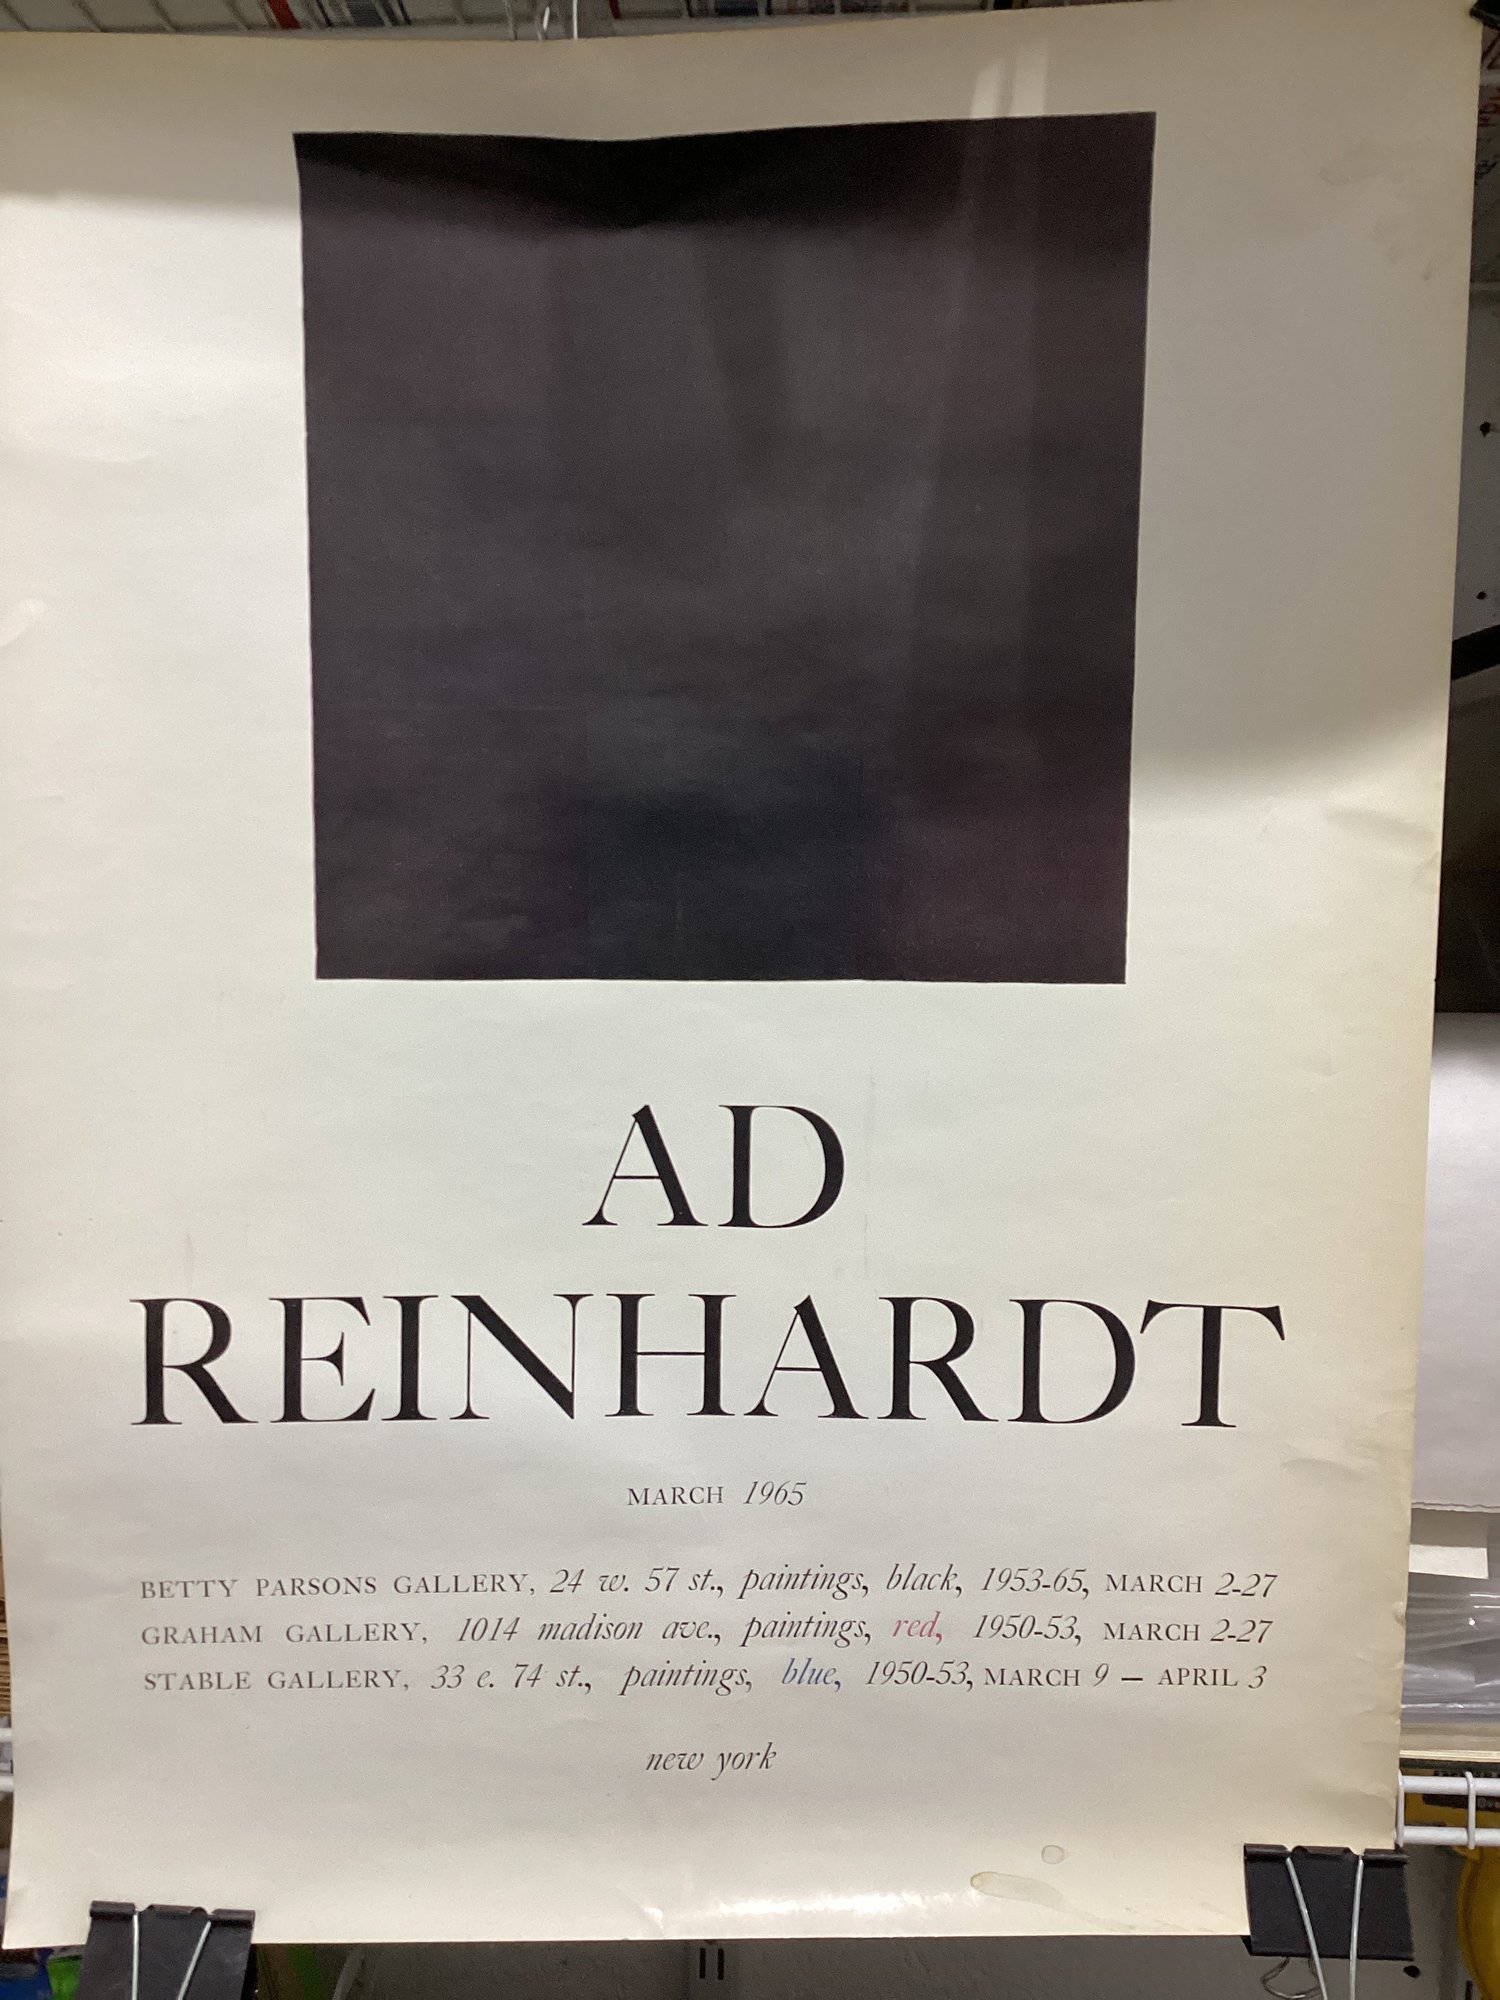 AD
REINHARDT
MARCH 1965
BETTY PARSONS GALLERY, 24 w. 57 st., paintings, black, 1953-65, MARCH 2-27
GRAHAM GALLERY, 1014 madison ave., paintings, red, 1950-53, MARCH 2-27
STABLE GALLERY, 33 e. 74 st., paintings, blue, 1950-53, MARCH 9 – APRIL 3
new york